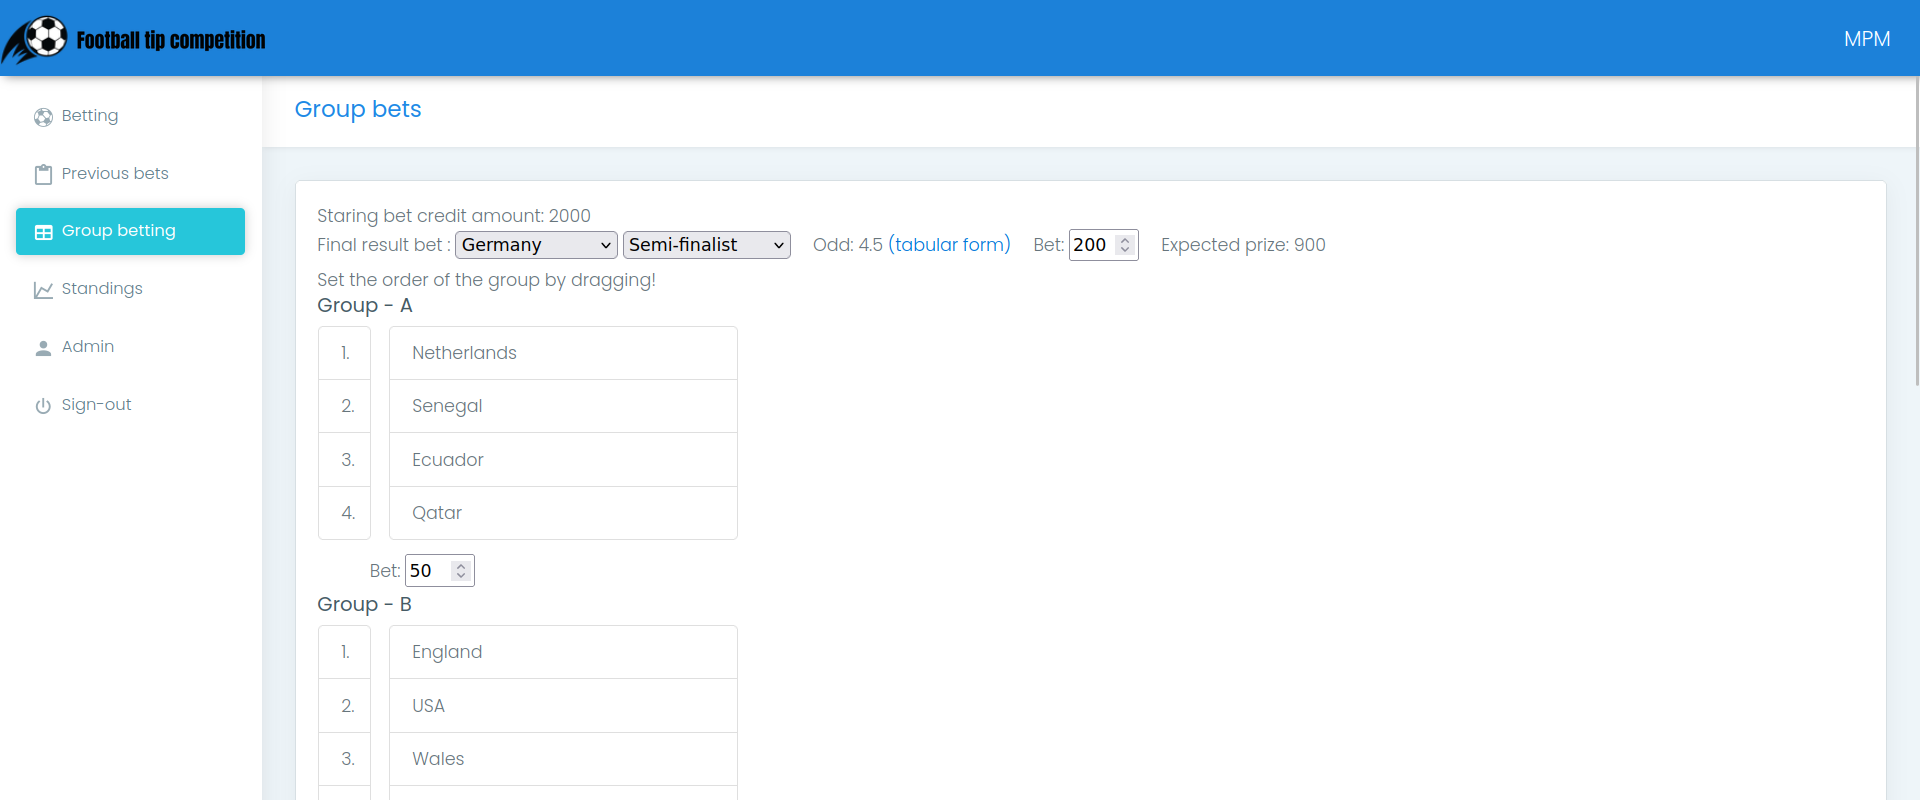 Football tip competition
MPM
Betting
Previous bets
Group betting
Standings
Admin
Sign-out
Group bets
Staring bet credit amount: 2000
Final result bet : Germany Semi-finalist Odd: 4.5 (tabular form) Bet: 200 Expected prize: 900
Set the order of the group by dragging!
Group - A
1. Netherlands
2. Senegal
3. Ecuador
4. Qatar
Bet: 50
Group - B
1. England
2. USA
3. Wales